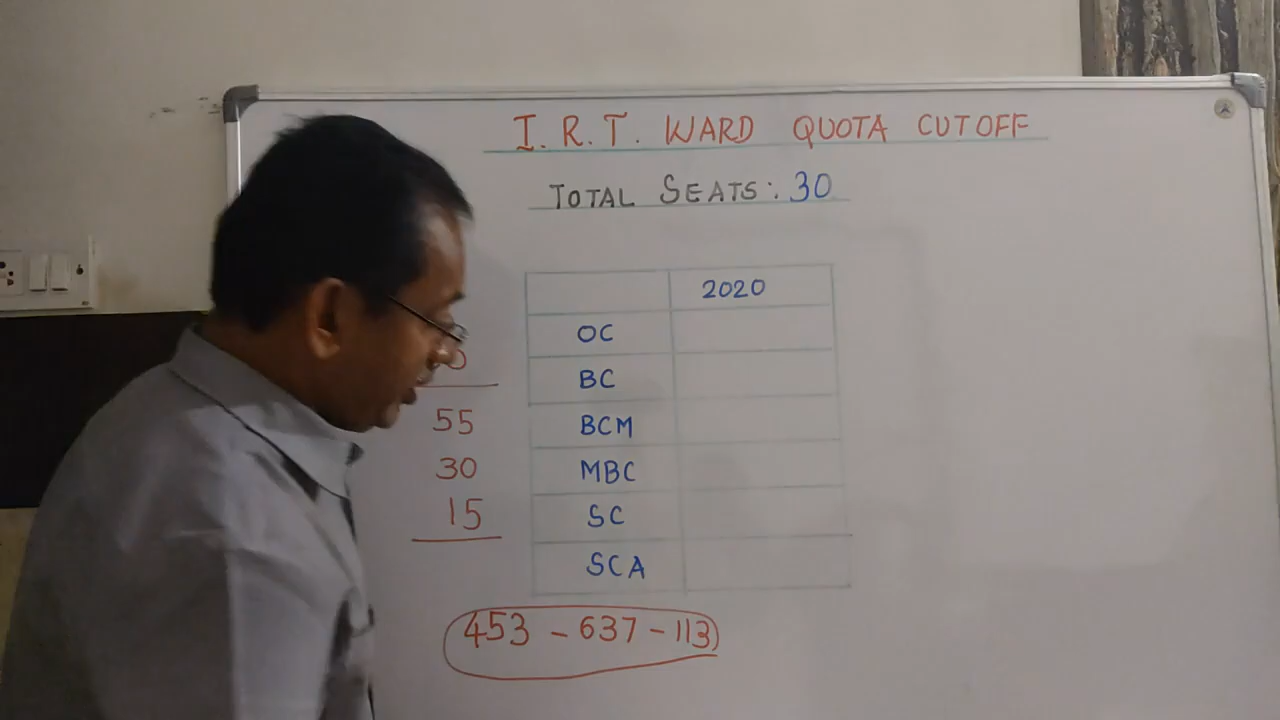 I.R.T. WARD QUOTA CUTOFF
TOTAL SEATS: 30
2020
OC
BC
55
BCM
30
MBC
15
SC
SCA
453 - 637 - 113